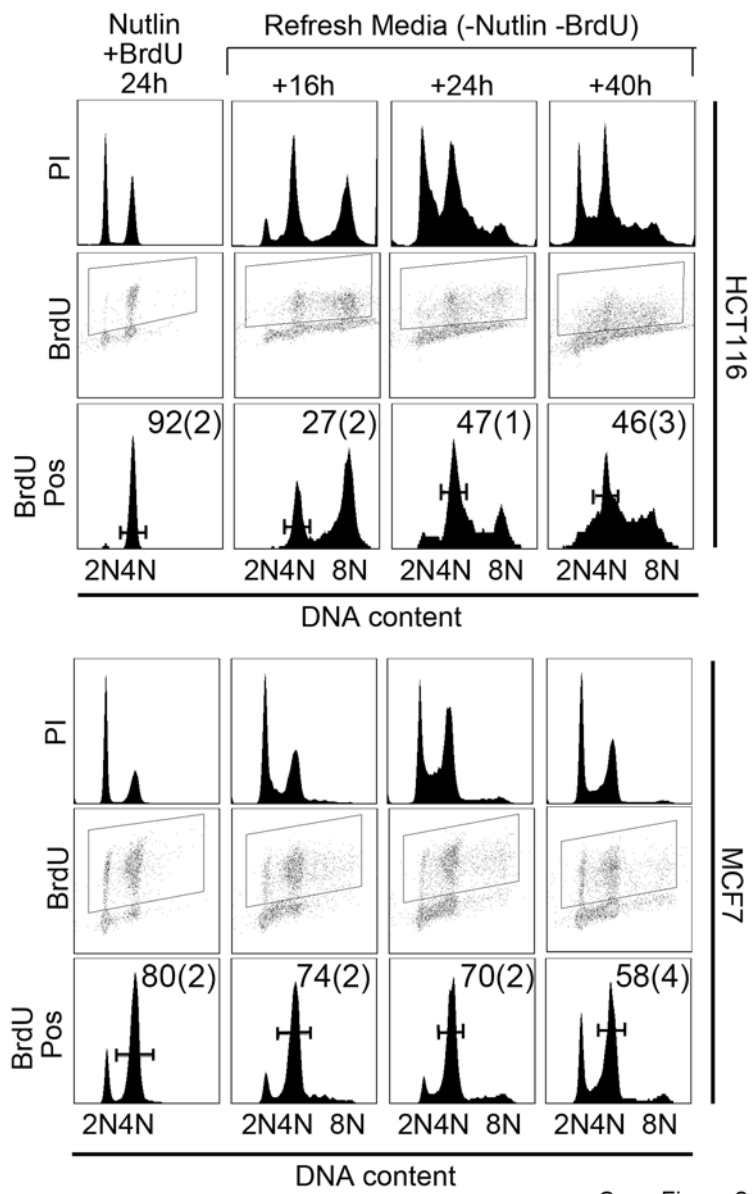 Nutlin
+BrdU
24h
Refresh Media (-Nutlin -BrdU)
+16h
+24h
+40h
PI
BrdU
BrdU
Pos
92(2)
27(2)
47(1)
46(3)
2N4N
2N4N 8N
2N4N 8N
2N4N 8N
DNA content
HCT116
PI
BrdU
BrdU
Pos
80(2)
74(2)
70(2)
58(4)
2N4N
2N4N 8N
2N4N 8N
2N4N 8N
DNA content
MCF7